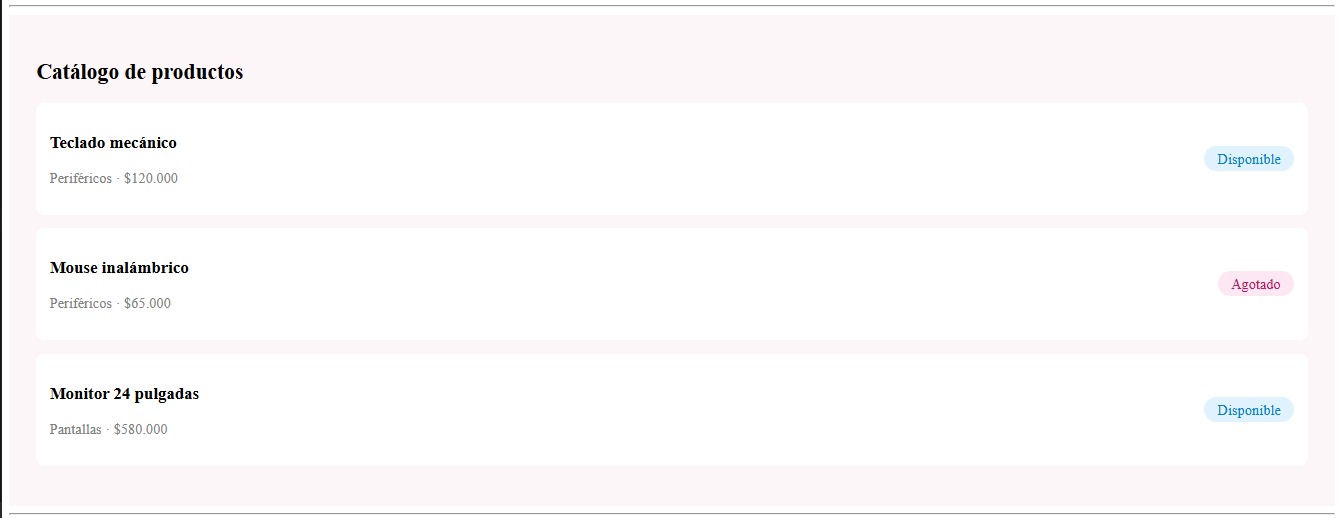 Catálogo de productos
Teclado mecánico
Periféricos · $120.000
Disponible
Mouse inalámbrico
Periféricos · $65.000
Agotado
Monitor 24 pulgadas
Pantallas · $580.000
Disponible